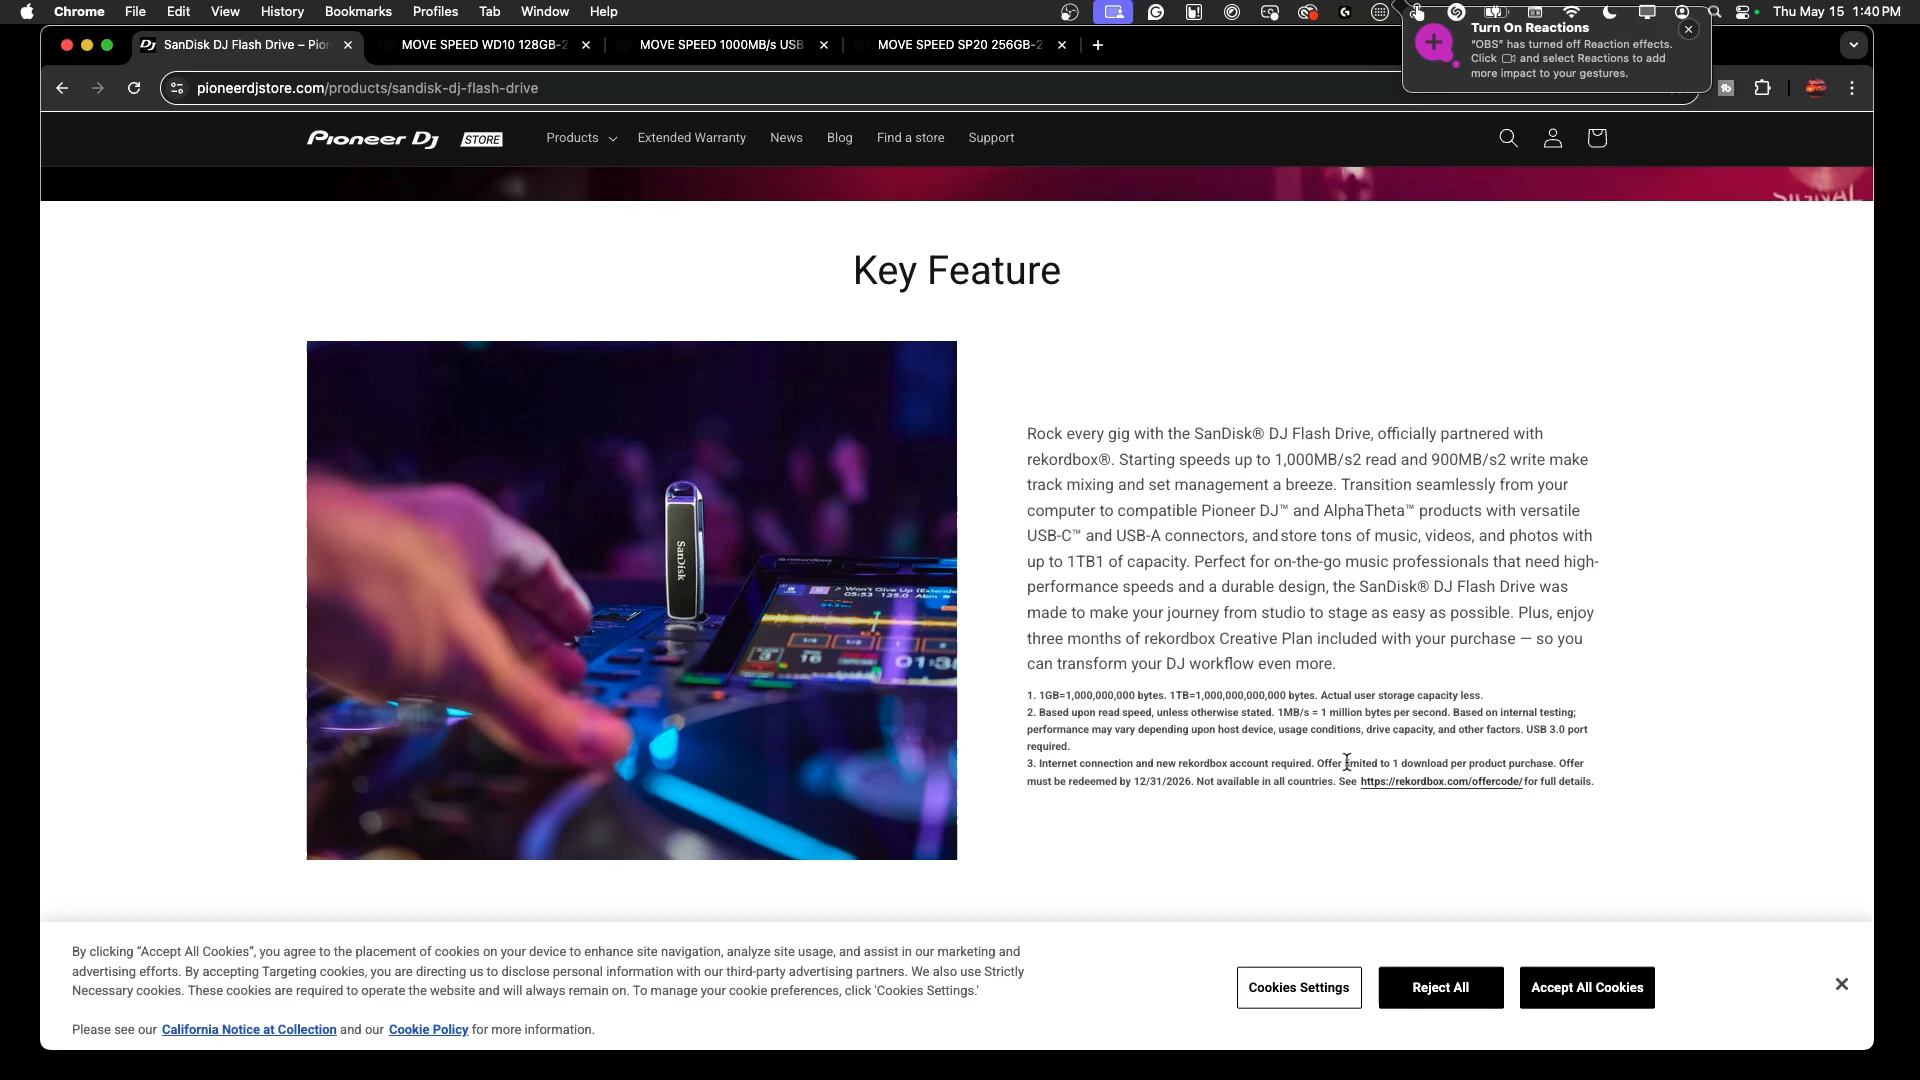 Chrome File Edit View History Bookmarks Profiles Tab Window Help
Thu May 15 1:40 PM
Turn On Reactions
“OBS” has turned off Reaction effects.
Click and select Reactions to add
more impact to your gestures.
SanDisk DJ Flash Drive – Pior
MOVE SPEED WD10 128GB-2
MOVE SPEED 1000MB/s USB
MOVE SPEED SP20 256GB-2
pioneerdjstore.com/products/sandisk-dj-flash-drive
Pioneer Dj STORE Products Extended Warranty News Blog Find a store Support
SIGNAL
Key Feature
SanDisk
Won't Give Up (Extende
05:53 125.0 Abm
Rock every gig with the SanDisk® DJ Flash Drive, officially partnered with
rekordbox®. Starting speeds up to 1,000MB/s2 read and 900MB/s2 write make
track mixing and set management a breeze. Transition seamlessly from your
computer to compatible Pioneer DJ™ and AlphaTheta™ products with versatile
USB-C™ and USB-A connectors, and store tons of music, videos, and photos with
up to 1TB1 of capacity. Perfect for on-the-go music professionals that need high-
performance speeds and a durable design, the SanDisk® DJ Flash Drive was
made to make your journey from studio to stage as easy as possible. Plus, enjoy
three months of rekordbox Creative Plan included with your purchase — so you
can transform your DJ workflow even more.
1. 1GB=1,000,000,000 bytes. 1TB=1,000,000,000,000 bytes. Actual user storage capacity less.
2. Based upon read speed, unless otherwise stated. 1MB/s = 1 million bytes per second. Based on internal testing;
performance may vary depending upon host device, usage conditions, drive capacity, and other factors. USB 3.0 port
required.
3. Internet connection and new rekordbox account required. Offer limited to 1 download per product purchase. Offer
must be redeemed by 12/31/2026. Not available in all countries. See https://rekordbox.com/offercode/ for full details.
By clicking “Accept All Cookies”, you agree to the placement of cookies on your device to enhance site navigation, analyze site usage, and assist in our marketing and
advertising efforts. By accepting Targeting cookies, you are directing us to disclose personal information with our third-party advertising partners. We also use Strictly
Necessary cookies. These cookies are required to operate the website and will always remain on. To manage your cookie preferences, click 'Cookies Settings.'
Please see our California Notice at Collection and our Cookie Policy for more information.
Cookies Settings
Reject All
Accept All Cookies